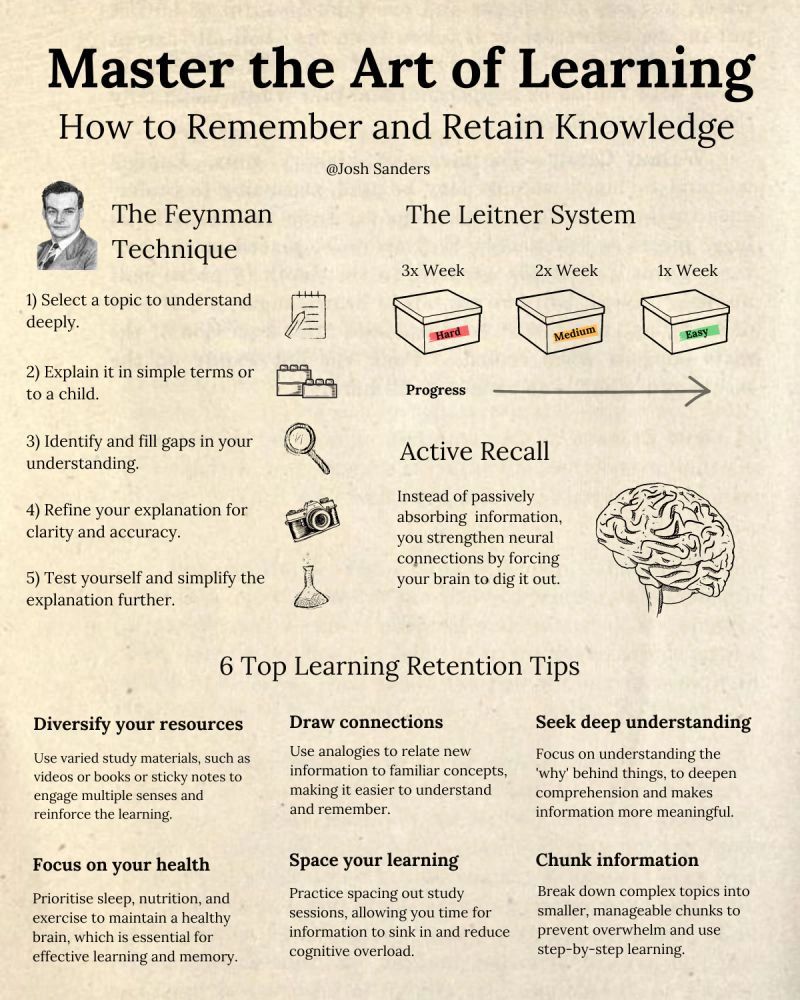 Master the Art of Learning
How to Remember and Retain Knowledge
@Josh Sanders
The Feynman
Technique
1) Select a topic to understand
deeply.
2) Explain it in simple terms or
to a child.
3) Identify and fill gaps in your
understanding.
4) Refine your explanation for
clarity and accuracy.
5) Test yourself and simplify the
explanation further.
The Leitner System
3x Week
2x Week
1x Week
Hard
Medium
Easy
Progress
Active Recall
Instead of passively
absorbing information,
you strengthen neural
connections by forcing
your brain to dig it out.
6 Top Learning Retention Tips
Diversify your resources
Use varied study materials, such as
videos or books or sticky notes to
engage multiple senses and
reinforce the learning.
Draw connections
Use analogies to relate new
information to familiar concepts,
making it easier to understand
and remember.
Seek deep understanding
Focus on understanding the
'why' behind things, to deepen
comprehension and makes
information more meaningful.
Focus on your health
Prioritise sleep, nutrition, and
exercise to maintain a healthy
brain, which is essential for
effective learning and memory.
Space your learning
Practice spacing out study
sessions, allowing you time for
information to sink in and reduce
cognitive overload.
Chunk information
Break down complex topics into
smaller, manageable chunks to
prevent overwhelm and use
step-by-step learning.